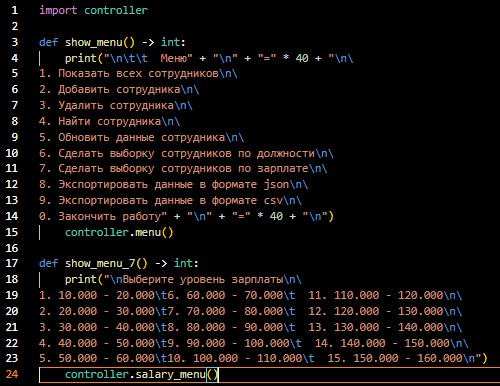 1 import controller
2
3 def show_menu() -> int:
4 print("\n\t\t  Меню" + "\n" + "=" * 40 + "\n\
5 1. Показать всех сотрудников\n\
6 2. Добавить сотрудника\n\
7 3. Удалить сотрудника\n\
8 4. Найти сотрудника\n\
9 5. Обновить данные сотрудника\n\
10 6. Сделать выборку сотрудников по должности\n\
11 7. Сделать выборку сотрудников по зарплате\n\
12 8. Экспортировать данные в формате json\n\
13 9. Экспортировать данные в формате csv\n\
14 0. Закончить работу" + "\n" + "=" * 40 + "\n")
15 controller.menu()
16
17 def show_menu_7() -> int:
18 print("\nВыберите уровень зарплаты\n\
19 1. 10.000 - 20.000\t6. 60.000 - 70.000\t  11. 110.000 - 120.000\n\
20 2. 20.000 - 30.000\t7. 70.000 - 80.000\t  12. 120.000 - 130.000\n\
21 3. 30.000 - 40.000\t8. 80.000 - 90.000\t  13. 130.000 - 140.000\n\
22 4. 40.000 - 50.000\t9. 90.000 - 100.000\t  14. 140.000 - 150.000\n\
23 5. 50.000 - 60.000\t10. 100.000 - 110.000\t  15. 150.000 - 160.000\n")
24 controller.salary_menu()